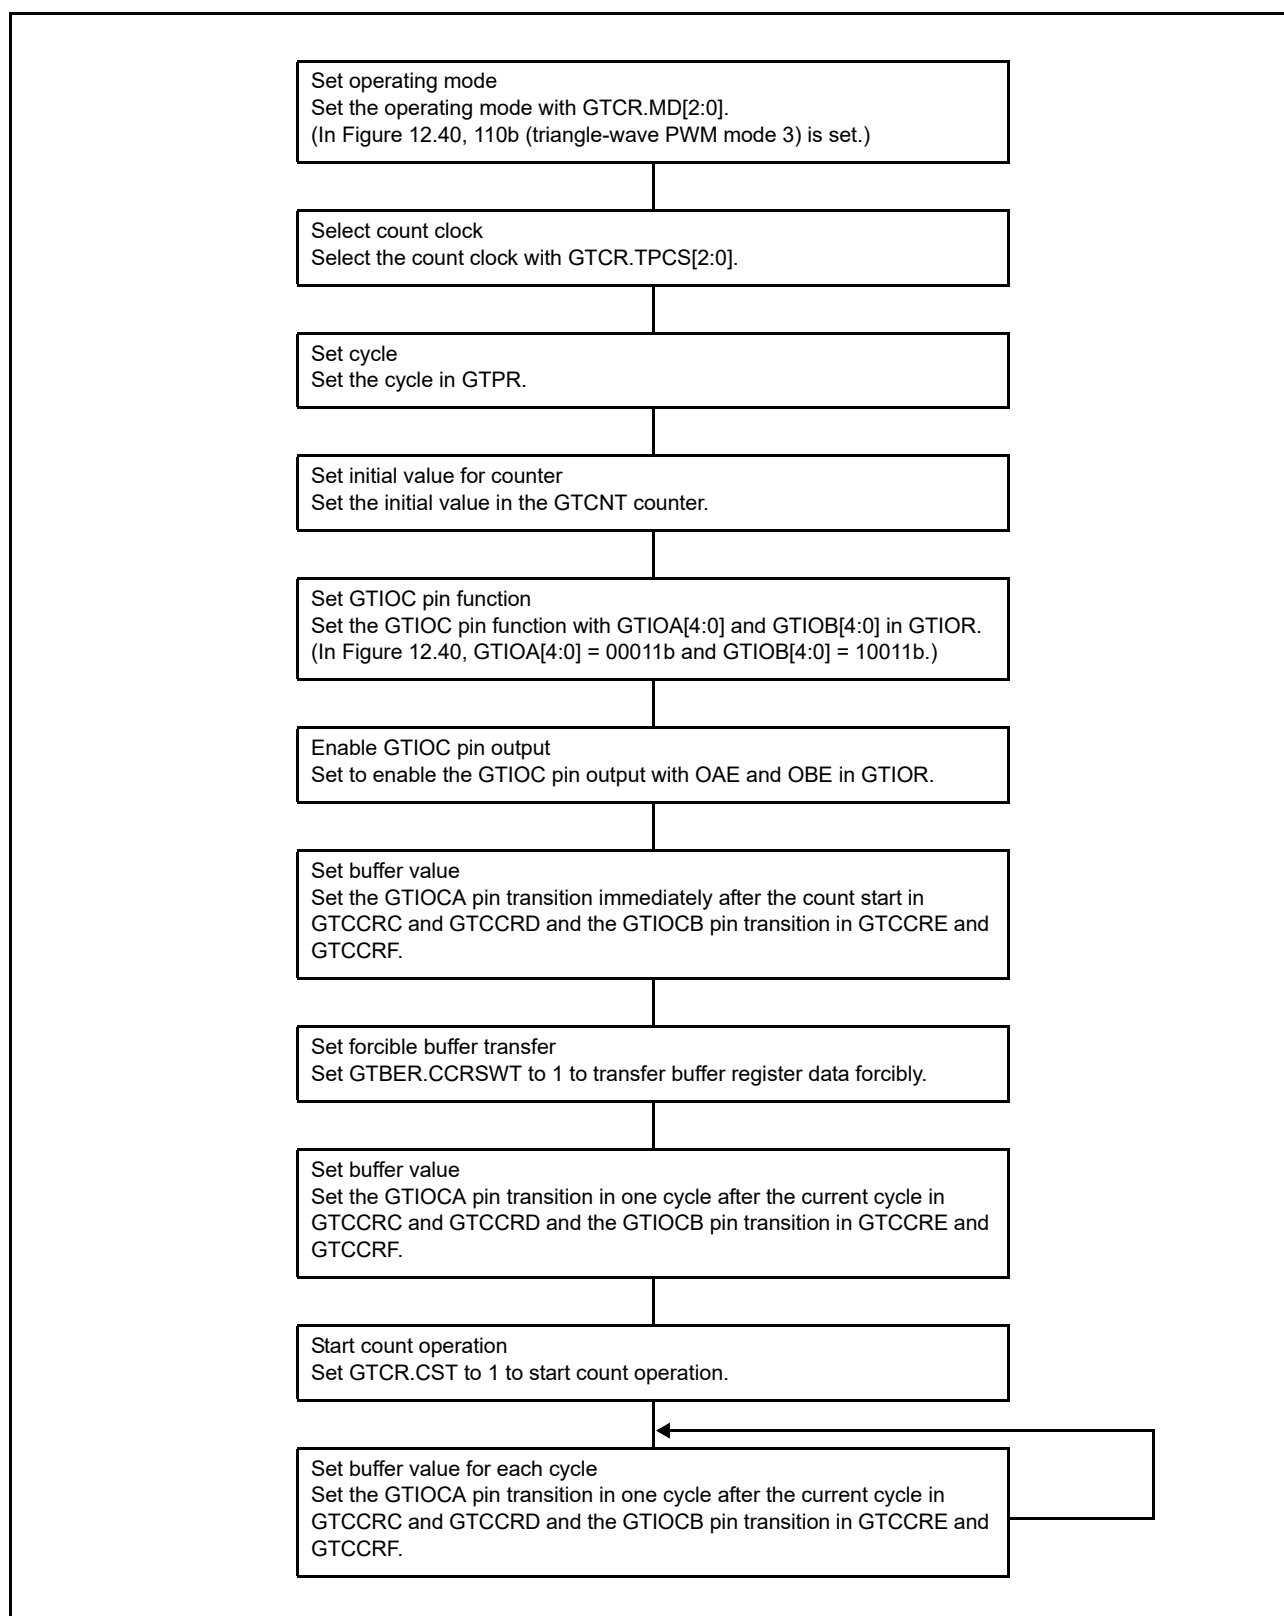 Set operating mode
Set the operating mode with GTCR.MD[2:0].
(In Figure 12.40, 110b (triangle-wave PWM mode 3) is set.)
Select count clock
Select the count clock with GTCR.TPCS[2:0].
Set cycle
Set the cycle in GTPR.
Set initial value for counter
Set the initial value in the GTCNT counter.
Set GTIOC pin function
Set the GTIOC pin function with GTIOA[4:0] and GTIOB[4:0] in GTIOR.
(In Figure 12.40, GTIOA[4:0] = 00011b and GTIOB[4:0] = 10011b.)
Enable GTIOC pin output
Set to enable the GTIOC pin output with OAE and OBE in GTIOR.
Set buffer value
Set the GTIOCA pin transition immediately after the count start in
GTCCRC and GTCCRD and the GTIOCB pin transition in GTCCRE and
GTCCRF.
Set forcible buffer transfer
Set GTBER.CCRSWT to 1 to transfer buffer register data forcibly.
Set buffer value
Set the GTIOCA pin transition in one cycle after the current cycle in
GTCCRC and GTCCRD and the GTIOCB pin transition in GTCCRE and
GTCCRF.
Start count operation
Set GTCR.CST to 1 to start count operation.
Set buffer value for each cycle
Set the GTIOCA pin transition in one cycle after the current cycle in
GTCCRC and GTCCRD and the GTIOCB pin transition in GTCCRE and
GTCCRF.